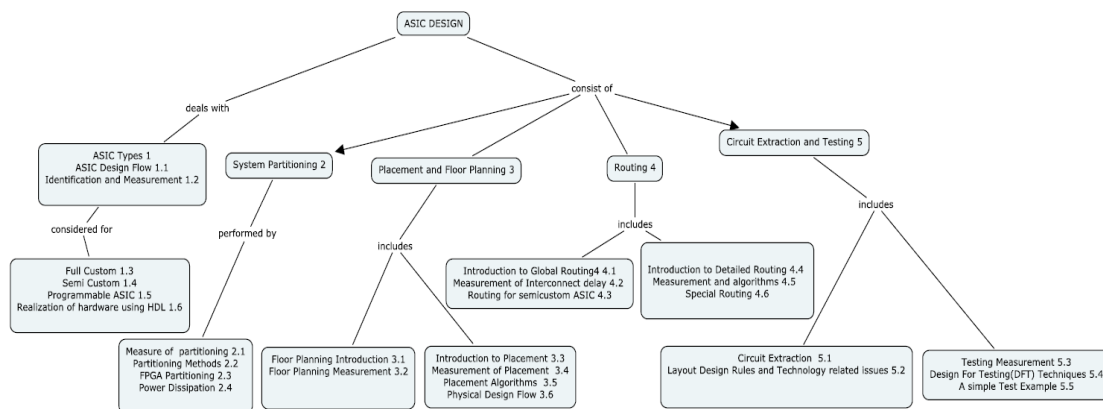 ASIC DESIGN
consist of
deals with
Circuit Extraction and Testing 5
ASIC Types 1
ASIC Design Flow 1.1
Identification and Measurement 1.2
System Partitioning 2
Placement and Floor Planning 3
Routing 4
includes
considered for
performed by
includes
includes
Full Custom 1.3
Semi Custom 1.4
Programmable ASIC 1.5
Realization of hardware using HDL 1.6
Introduction to Global Routing4 4.1
Measurement of Interconnect delay 4.2
Routing for semicustom ASIC 4.3
Introduction to Detailed Routing 4.4
Measurement and algorithms 4.5
Special Routing 4.6
Measure of partitioning 2.1
Partitioning Methods 2.2
FPGA Partitioning 2.3
Power Dissipation 2.4
Floor Planning Introduction 3.1
Floor Planning Measurement 3.2
Introduction to Placement 3.3
Measurement of Placement 3.4
Placement Algorithms 3.5
Physical Design Flow 3.6
Circuit Extraction 5.1
Layout Design Rules and Technology related issues 5.2
Testing Measurement 5.3
Design For Testing(DFT) Techniques 5.4
A simple Test Example 5.5